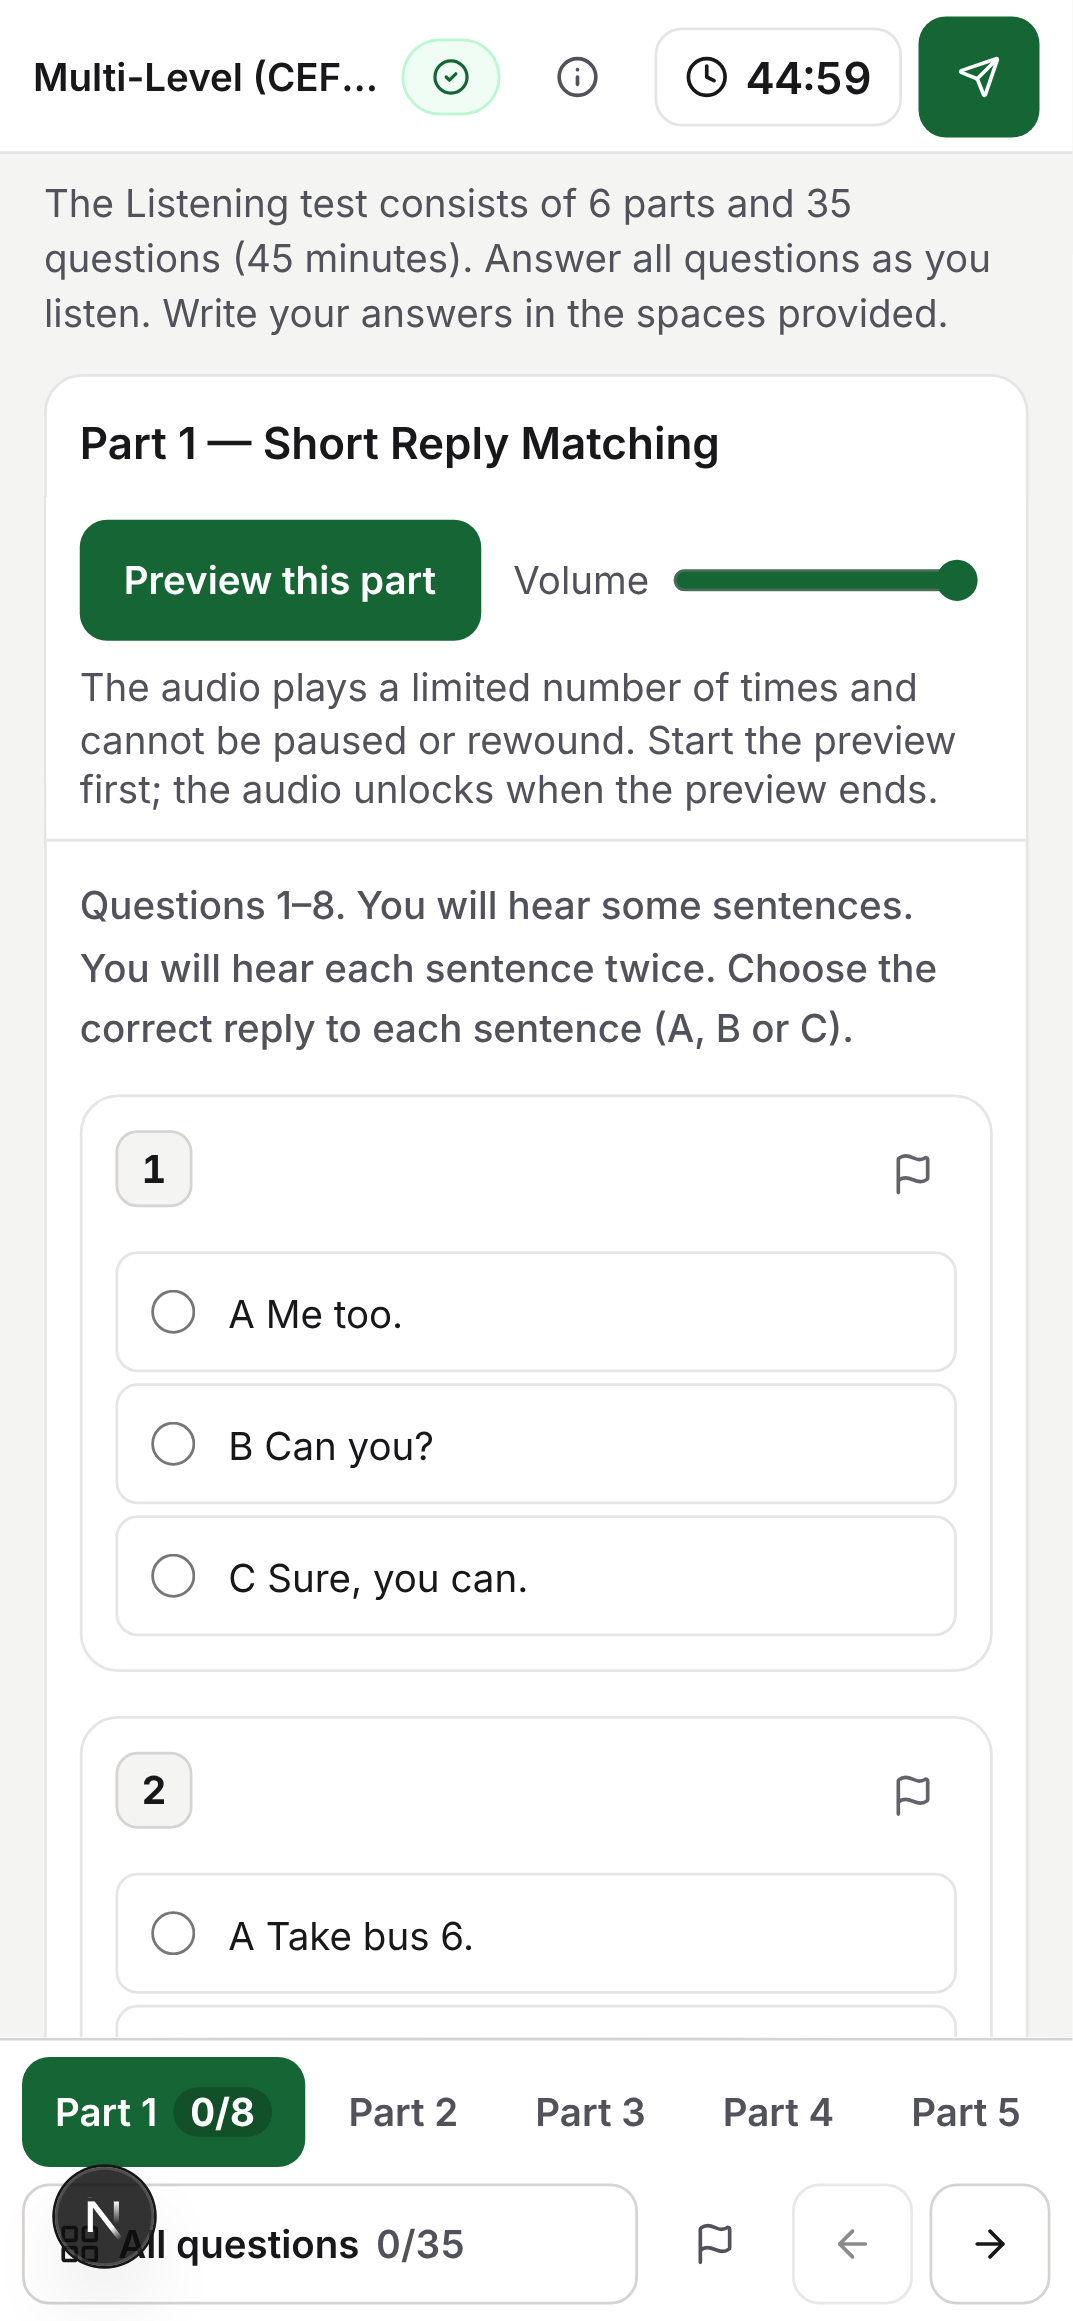 Multi-Level (CEF...
44:59
The Listening test consists of 6 parts and 35
questions (45 minutes). Answer all questions as you
listen. Write your answers in the spaces provided.
Part 1 — Short Reply Matching
Preview this part
Volume
The audio plays a limited number of times and
cannot be paused or rewound. Start the preview
first; the audio unlocks when the preview ends.
Questions 1–8. You will hear some sentences.
You will hear each sentence twice. Choose the
correct reply to each sentence (A, B or C).
1
A Me too.
B Can you?
C Sure, you can.
2
A Take bus 6.
Part 1 0/8
Part 2
Part 3
Part 4
Part 5
N
All questions 0/35